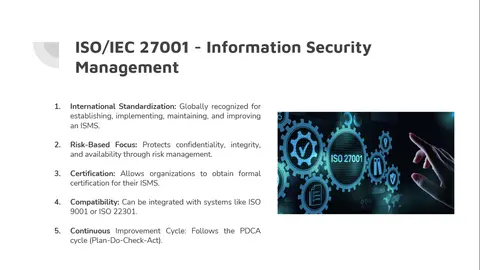 ISO/IEC 27001 - Information Security
Management
1. International Standardization: Globally recognized for
establishing, implementing, maintaining, and improving
an ISMS.
2. Risk-Based Focus: Protects confidentiality, integrity,
and availability through risk management.
3. Certification: Allows organizations to obtain formal
certification for their ISMS.
4. Compatibility: Can be integrated with systems like ISO
9001 or ISO 22301.
5. Continuous Improvement Cycle: Follows the PDCA
cycle (Plan-Do-Check-Act).
ISO 27001